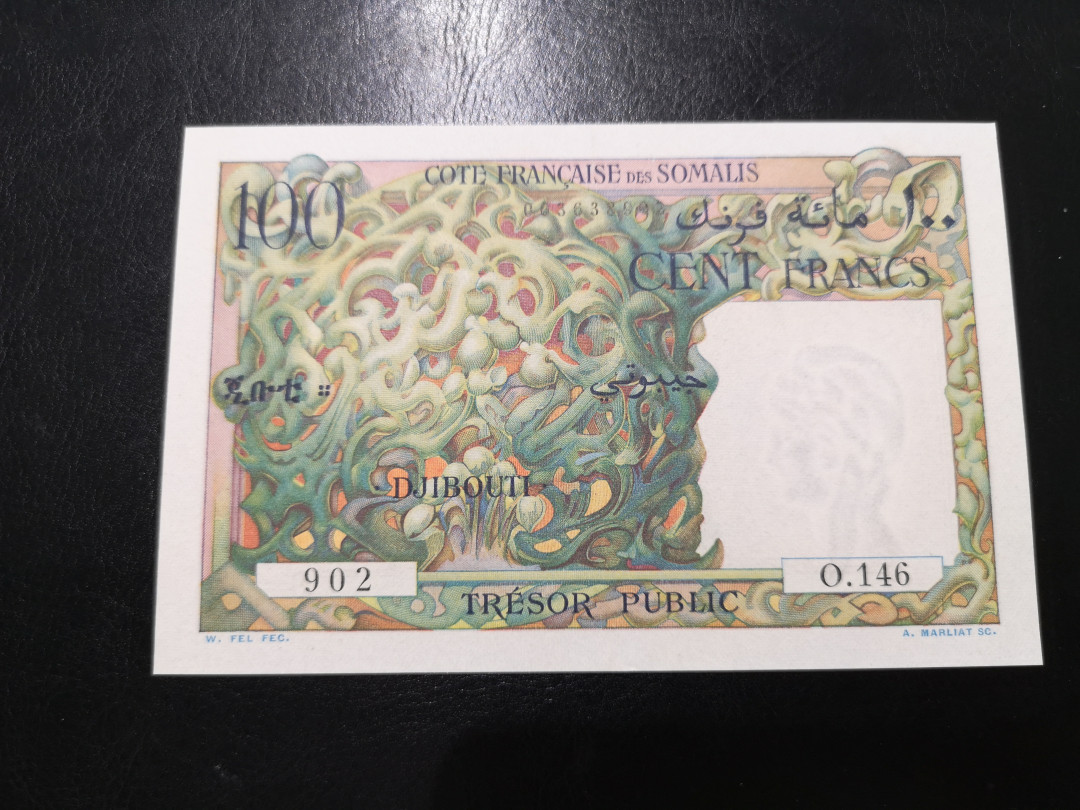 COTE FRANÇAISE DES SOMALIS
100
١٠٠ مائة فرنك
CENT FRANCS
ጂቡቲ ።
جيبوتي
· DJIBOUTI ·
902
O.146
TRÉSOR PUBLIC
W. FEL FEC.
A. MARLIAT SC.